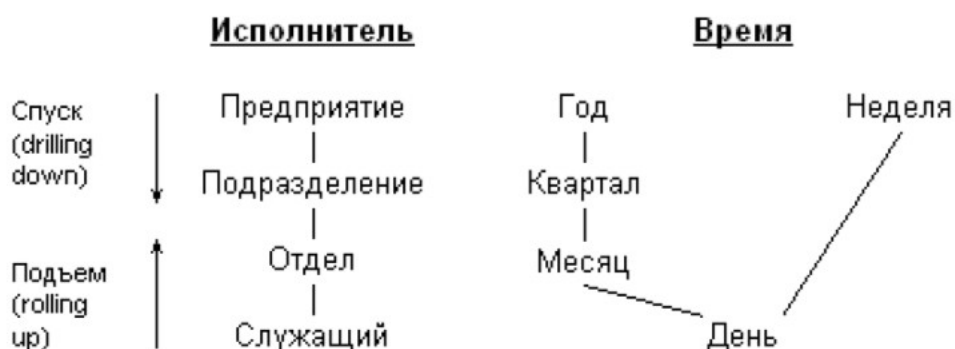 Исполнитель Время
Спуск
(drilling
down)
Предприятие Год Неделя
Подразделение Квартал
Отдел Месяц
Подъем
(rolling
up)
Служащий День